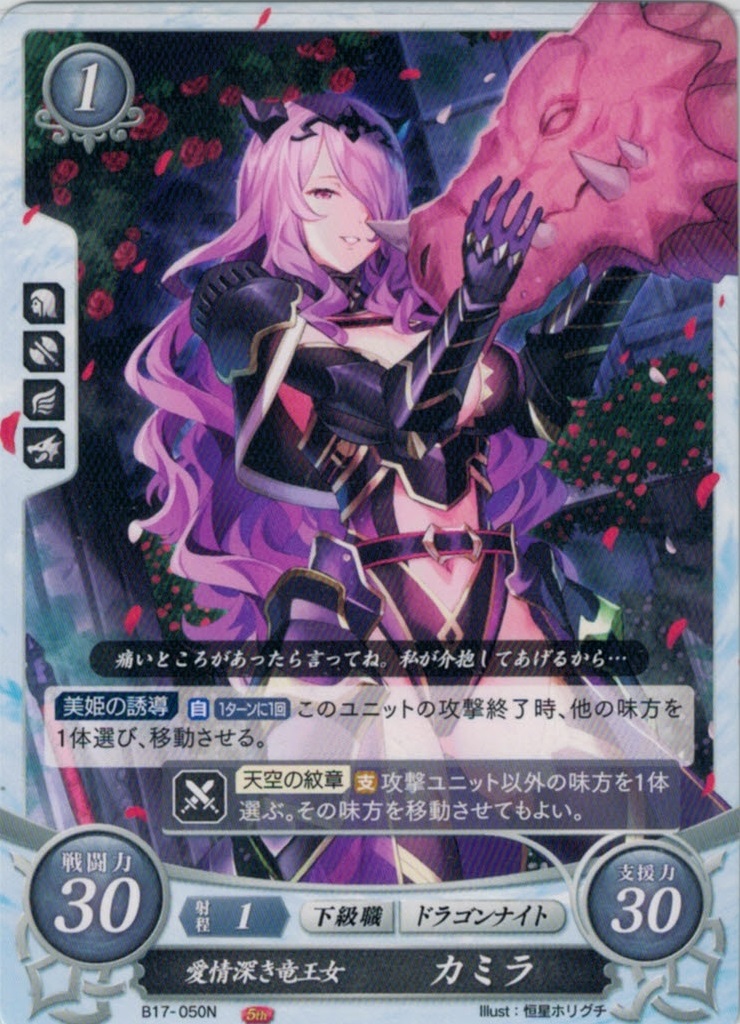 1
痛いところがあったら言ってね。私が介抱してあげるから…
美姫の誘導 自 1ターンに1回 このユニットの攻撃終了時、他の味方を
1体選び、移動させる。
天空の紋章 支 攻撃ユニット以外の味方を1体
選ぶ。その味方を移動させてもよい。
戦闘力
30
射程 1 下級職 ドラゴンナイト
支援力
30
愛情深き竜王女 カミラ
B17-050N 5th Illust:恒星ホリグチ